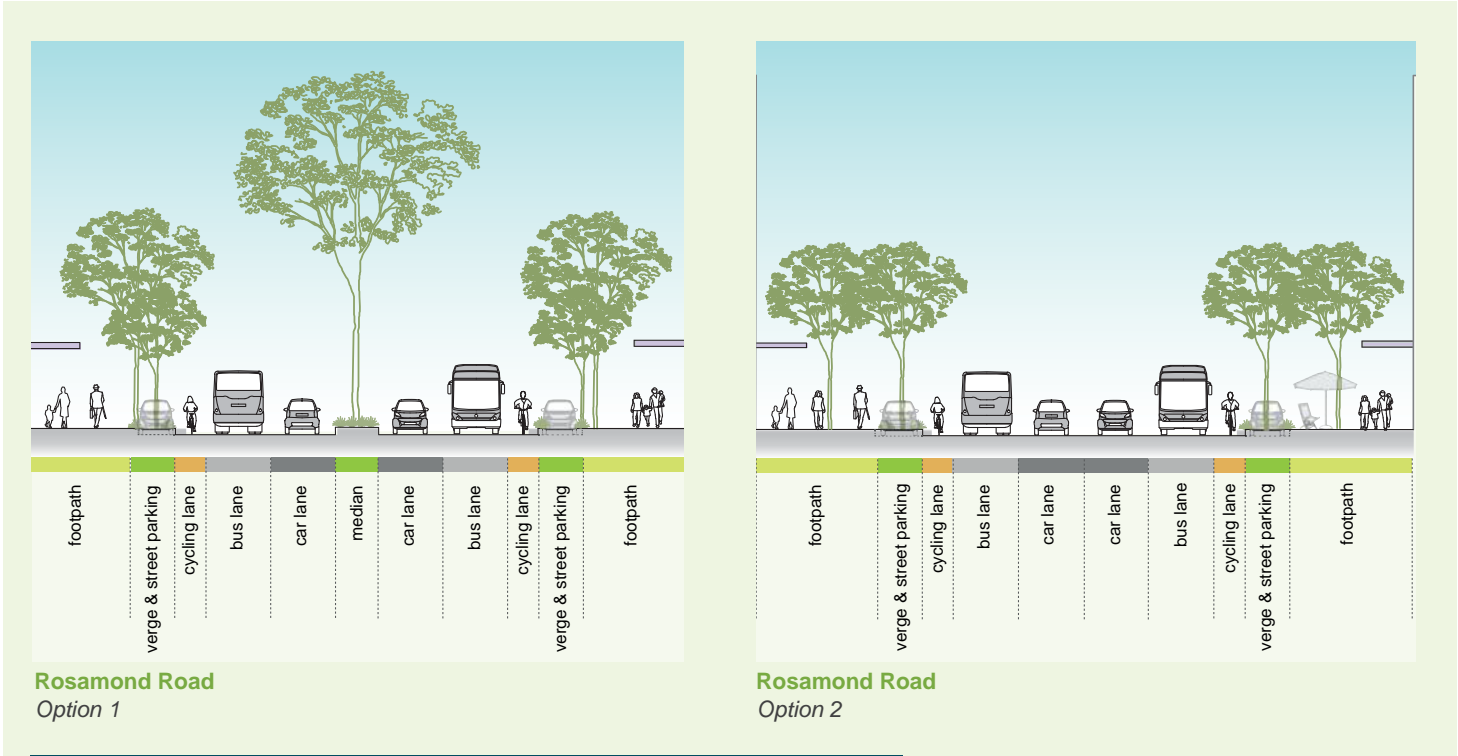 footpath
verge & street parking
cycling lane
bus lane
car lane
median
car lane
bus lane
cycling lane
verge & street parking
footpath
Rosamond Road
Option 1
footpath
verge & street parking
cycling lane
bus lane
car lane
car lane
bus lane
cycling lane
verge & street parking
footpath
Rosamond Road
Option 2